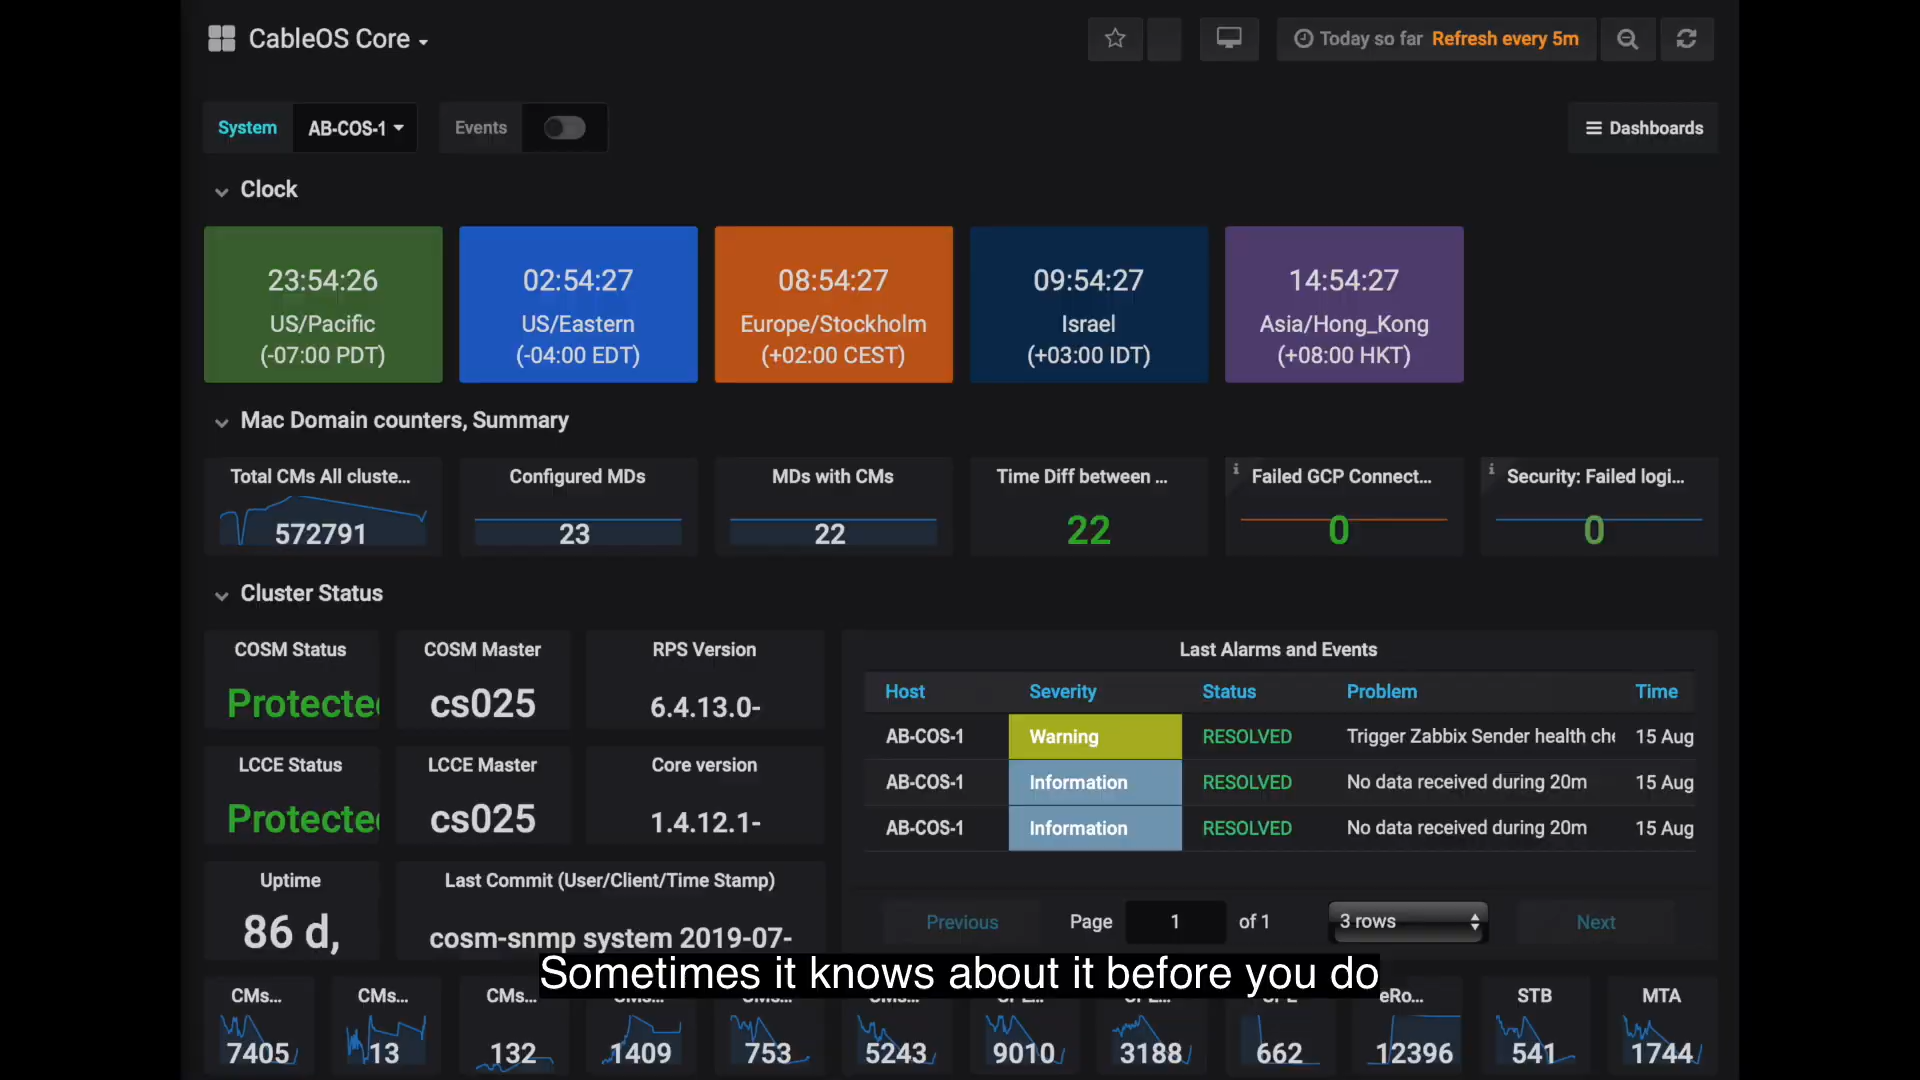 CableOS Core
Today so far Refresh every 5m
System AB-COS-1 Events
Dashboards
Clock
23:54:26
US/Pacific
(-07:00 PDT)
02:54:27
US/Eastern
(-04:00 EDT)
08:54:27
Europe/Stockholm
(+02:00 CEST)
09:54:27
Israel
(+03:00 IDT)
14:54:27
Asia/Hong_Kong
(+08:00 HKT)
Mac Domain counters, Summary
Total CMs All cluste...
572791
Configured MDs
23
MDs with CMs
22
Time Diff between ...
22
Failed GCP Connect...
0
Security: Failed logi...
0
Cluster Status
COSM Status
Protected
COSM Master
cs025
RPS Version
6.4.13.0-
LCCE Status
Protected
LCCE Master
cs025
Core version
1.4.12.1-
Uptime
86 d,
Last Commit (User/Client/Time Stamp)
cosm-snmp system 2019-07-
Last Alarms and Events
Host Severity Status Problem Time
AB-COS-1 Warning RESOLVED Trigger Zabbix Sender health che 15 Aug
AB-COS-1 Information RESOLVED No data received during 20m 15 Aug
AB-COS-1 Information RESOLVED No data received during 20m 15 Aug
Previous Page 1 of 1 3 rows Next
Sometimes it knows about it before you do
CMs...
7405
CMs...
13
CMs...
132
1409
753
5243
9010
3188
662
eRo...
12396
STB
541
MTA
1744